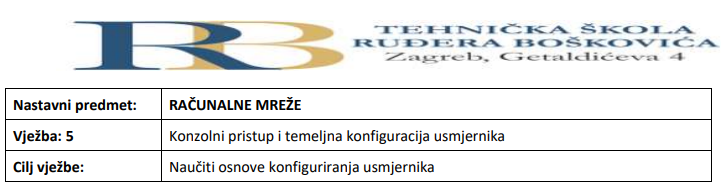 RB
TEHNIČKA ŠKOLA
RUĐERA BOŠKOVIĆA
Zagreb, Getaldićeva 4
Nastavni predmet: RAČUNALNE MREŽE
Vježba: 5 Konzolni pristup i temeljna konfiguracija usmjernika
Cilj vježbe: Naučiti osnove konfiguriranja usmjernika